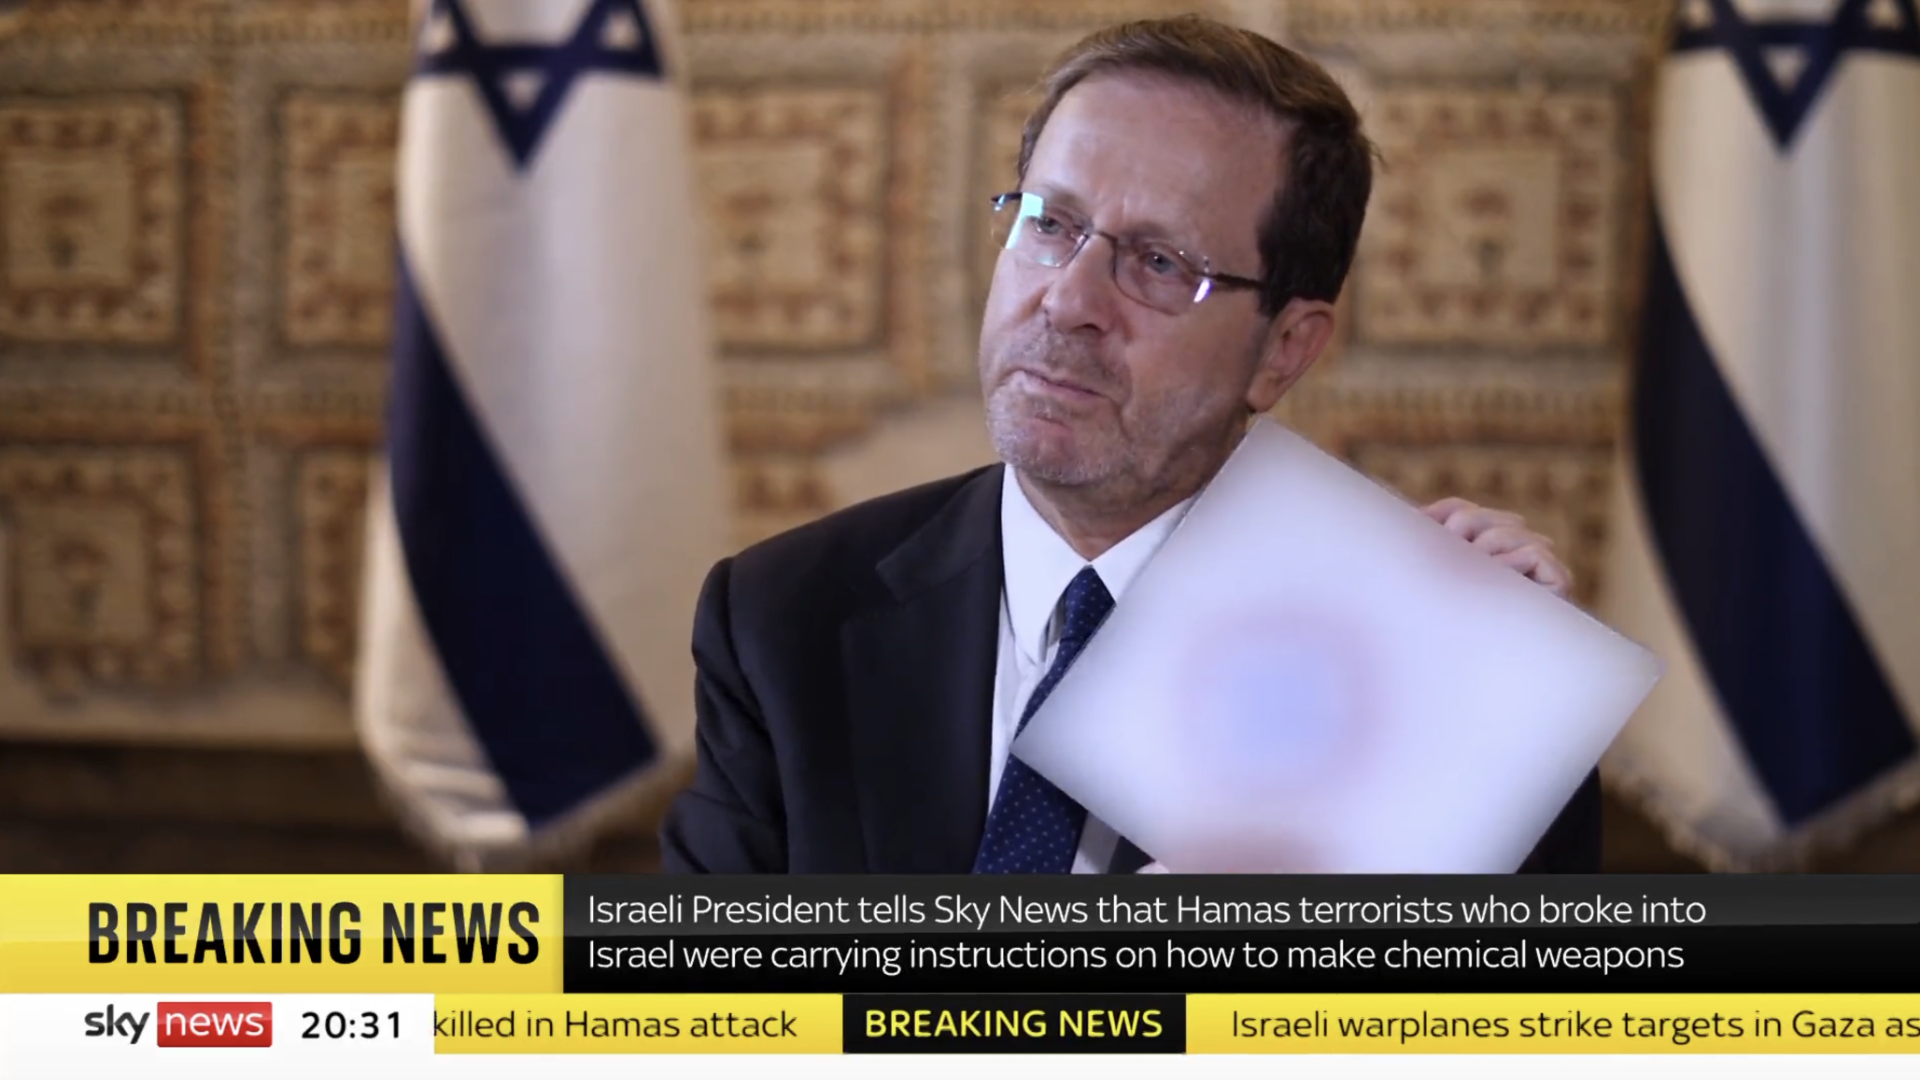 BREAKING NEWS
Israeli President tells Sky News that Hamas terrorists who broke into
Israel were carrying instructions on how to make chemical weapons
sky news 20:31 killed in Hamas attack BREAKING NEWS Israeli warplanes strike targets in Gaza as